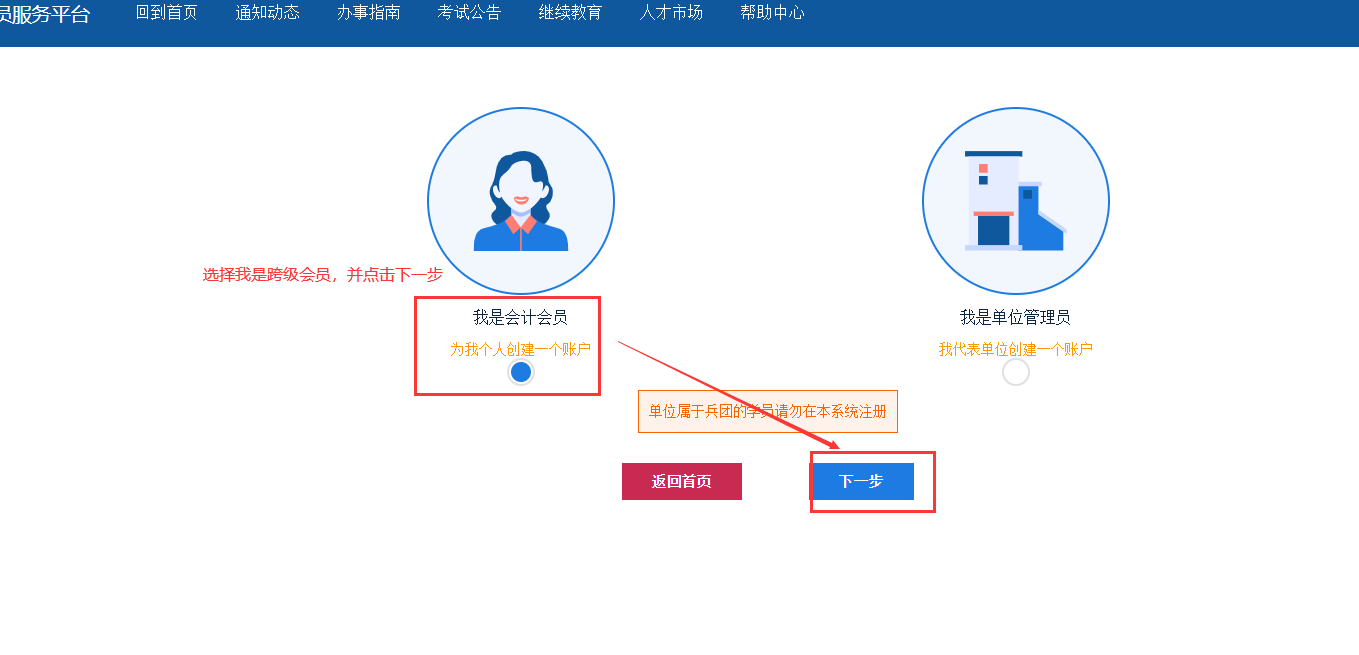 员服务平台 回到首页 通知动态 办事指南 考试公告 继续教育 人才市场 帮助中心
选择我是跨级会员，并点击下一步
我是会计会员 我是单位管理员
为我个人创建一个账户 我代表单位创建一个账户
单位属于兵团的学员请勿在本系统注册
返回首页 下一步